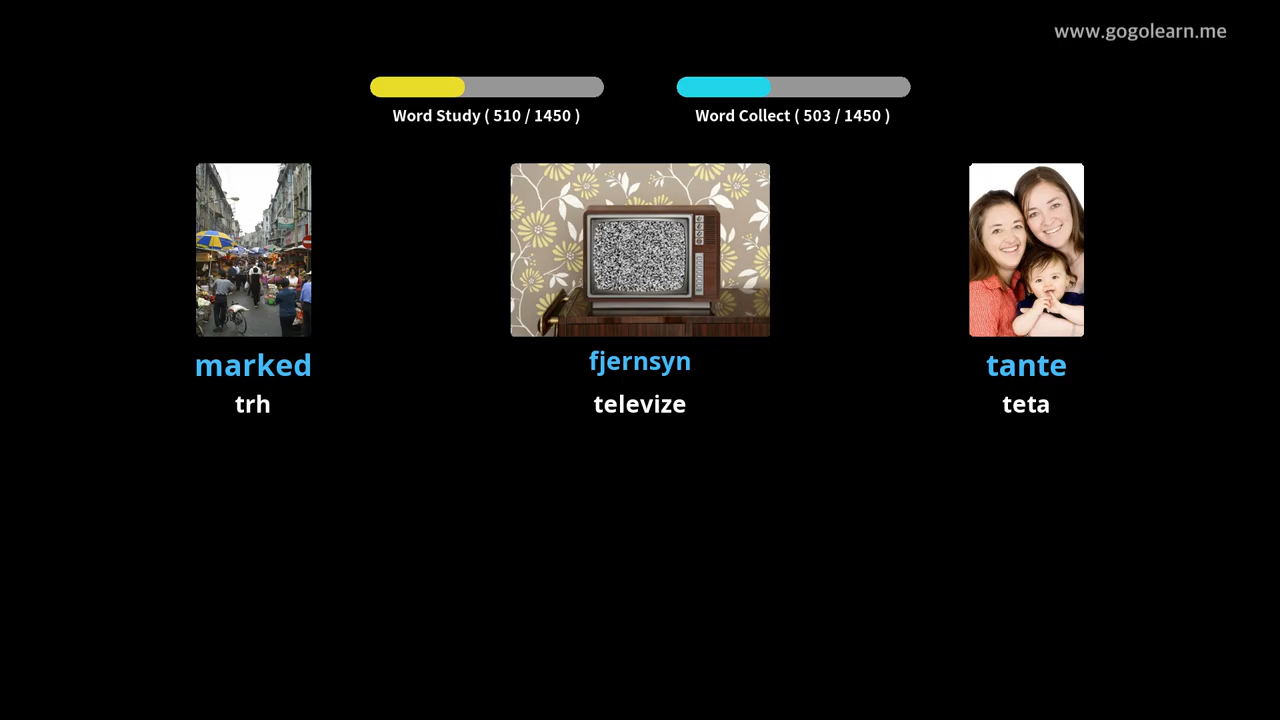 www.gogolearn.me
Word Study ( 510 / 1450 )
Word Collect ( 503 / 1450 )
marked
fjernsyn
tante
trh
televize
teta